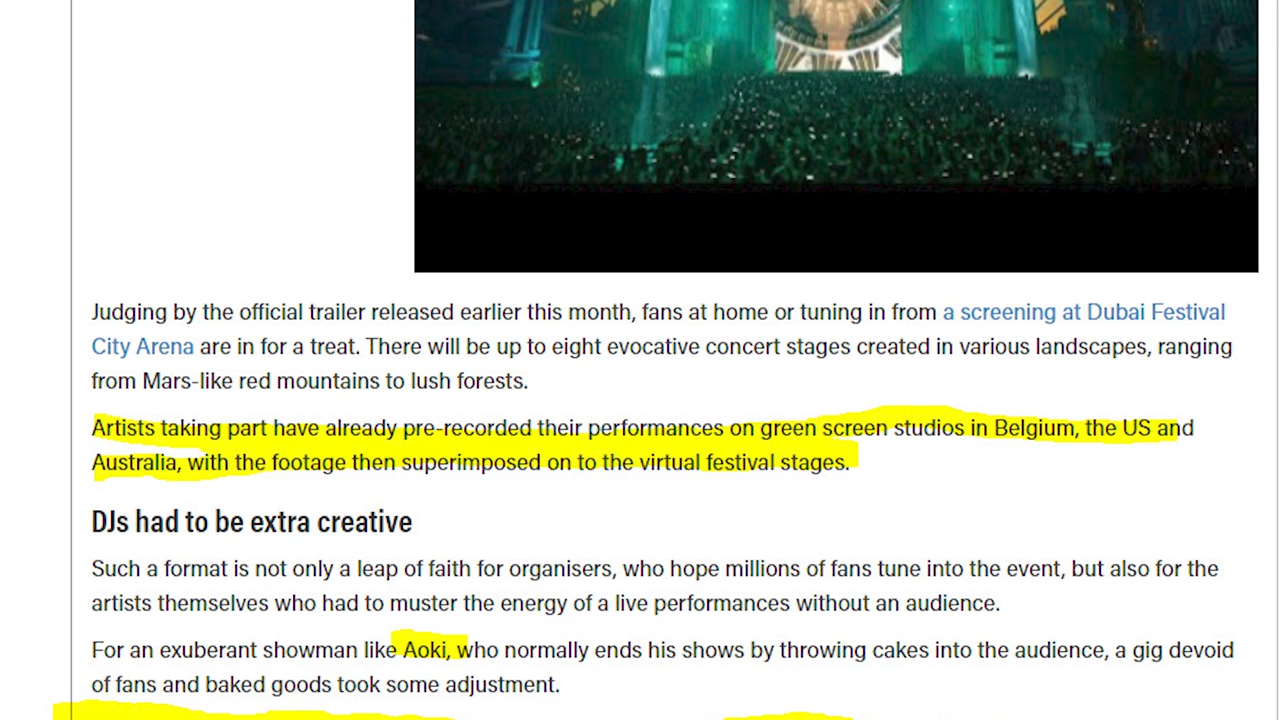 Judging by the official trailer released earlier this month, fans at home or tuning in from a screening at Dubai Festival
City Arena are in for a treat. There will be up to eight evocative concert stages created in various landscapes, ranging
from Mars-like red mountains to lush forests.
Artists taking part have already pre-recorded their performances on green screen studios in Belgium, the US and
Australia, with the footage then superimposed on to the virtual festival stages.
DJs had to be extra creative
Such a format is not only a leap of faith for organisers, who hope millions of fans tune into the event, but also for the
artists themselves who had to muster the energy of a live performances without an audience.
For an exuberant showman like Aoki, who normally ends his shows by throwing cakes into the audience, a gig devoid
of fans and baked goods took some adjustment.